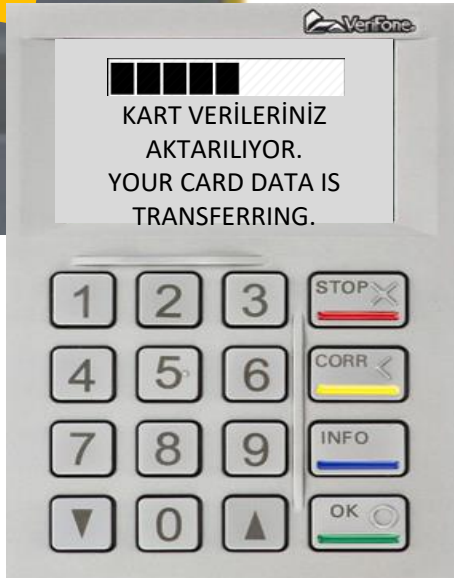 VeriFone
KART VERİLERİNİZ
AKTARILIYOR.
YOUR CARD DATA IS
TRANSFERRING.
1 2 3 STOP
4 5 6 CORR
7 8 9 INFO
0 OK